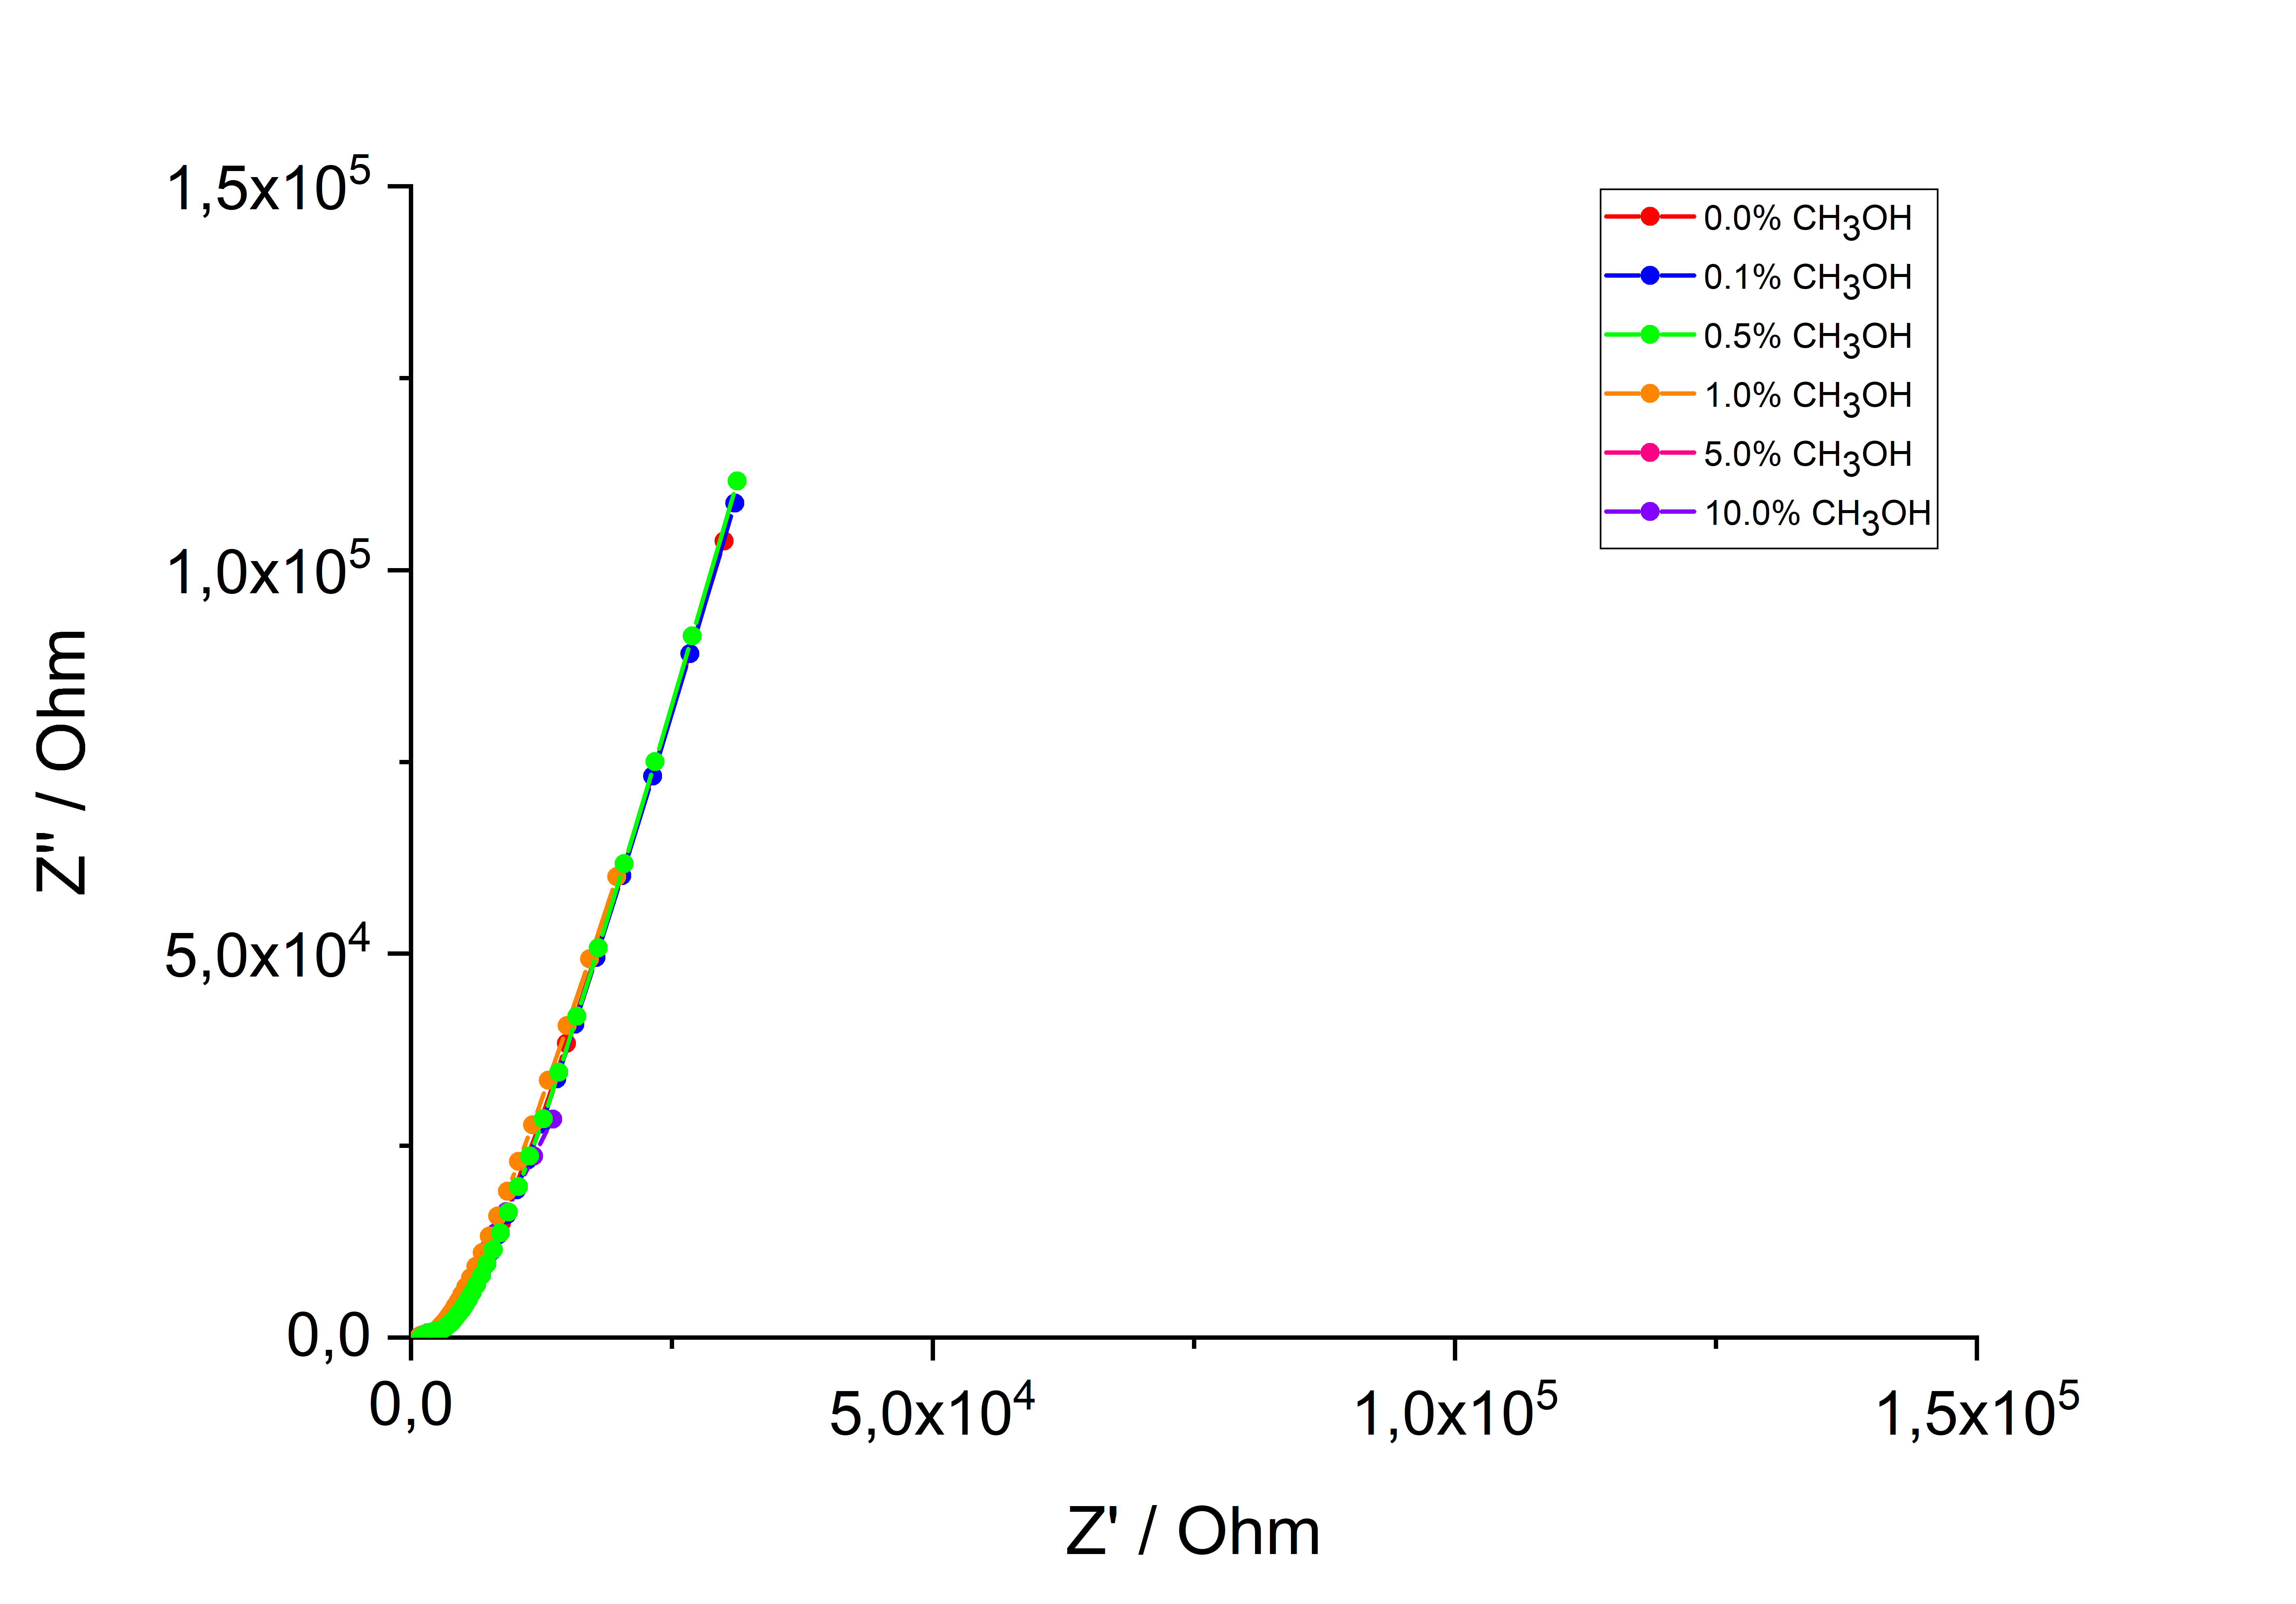 1,5x10⁵
1,0x10⁵
5,0x10⁴
0,0
Z" / Ohm
0.0% CH₃OH
0.1% CH₃OH
0.5% CH₃OH
1.0% CH₃OH
5.0% CH₃OH
10.0% CH₃OH
0,0
5,0x10⁴
1,0x10⁵
1,5x10⁵
Z' / Ohm